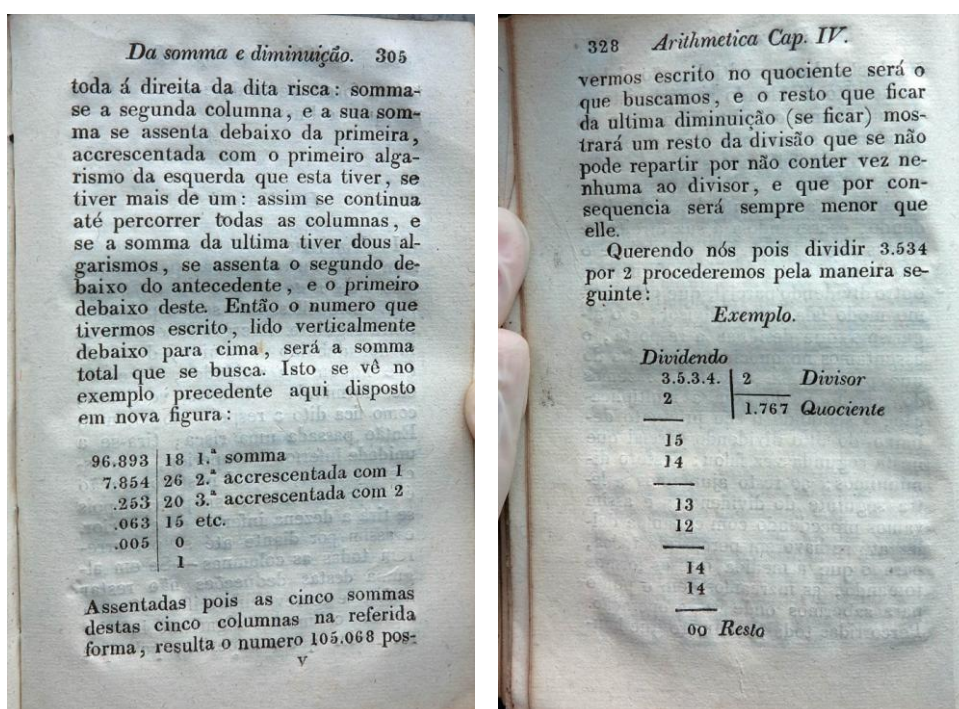 Da somma e diminuição. 305
toda á direita da dita risca: somma-
se a segunda columna, e a sua som-
ma se assenta debaixo da primeira,
accrescentada com o primeiro alga-
rismo da esquerda que esta tiver, se
tiver mais de um: assim se continua
até percorrer todas as columnas, e
se a somma da ultima tiver dous al-
garismos, se assenta o segundo de-
baixo do antecedente, e o primeiro
debaixo deste. Então o numero que
tivermos escrito, lido verticalmente
debaixo para cima, será a somma
total que se busca. Isto se vê no
exemplo precedente aqui disposto
em nova figura:
96.893 18 1.ª somma
7.854 26 2.ª accrescentada com 1
.253 20 3.ª accrescentada com 2
.063 15 etc.
.005 0
1
Assentadas pois as cinco sommas
destas cinco columnas na referida
forma, resulta o numero 105.068 pos-
V
328 Arithmetica Cap. IV.
vermos escrito no quociente será o
que buscamos, e o resto que ficar
da ultima diminuição (se ficar) mos-
trará um resto da divisão que se não
pode repartir por não conter vez ne-
nhuma ao divisor, e que por con-
sequencia será sempre menor que
elle.
Querendo nós pois dividir 3.534
por 2 procederemos pela maneira se-
guinte:
Exemplo.
Dividendo
3.5.3.4. 2 Divisor
2 1.767 Quociente
15
14
13
12
14
14
00 Resto